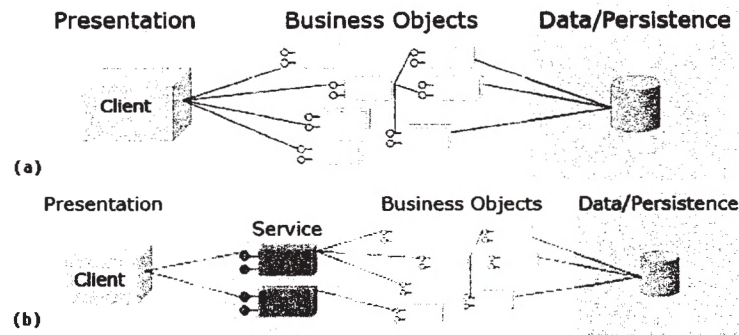 Presentation Business Objects Data/Persistence
Client
(a)
Presentation Business Objects Data/Persistence
Service
Client
(b)